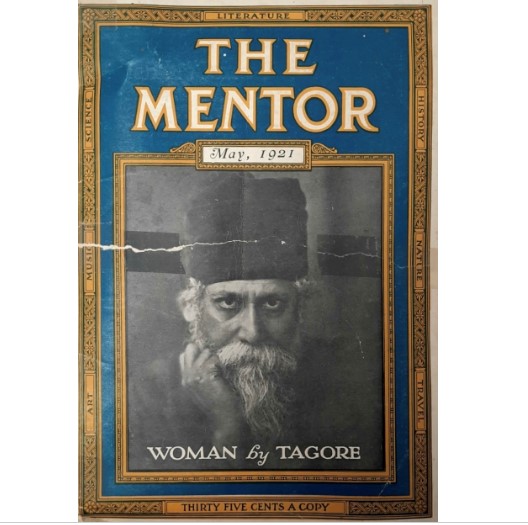 LITERATURE
THE
MENTOR
May, 1921
SCIENCE
HISTORY
MUSIC
NATURE
ART
TRAVEL
WOMAN by TAGORE
THIRTY FIVE CENTS A COPY